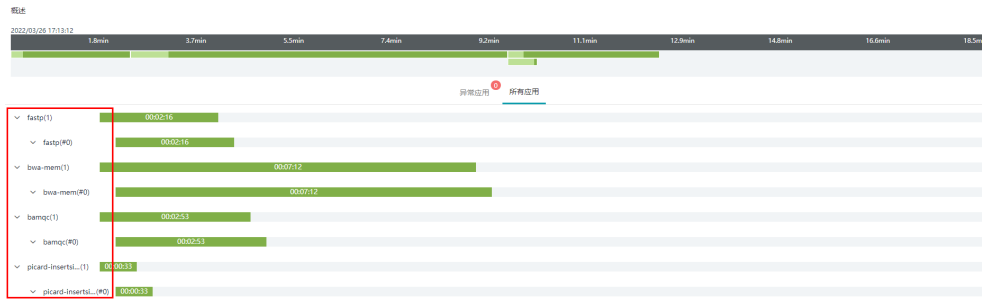 概述
2022/03/26 17:13:12
1.8min 3.7min 5.5min 7.4min 9.2min 11.1min 12.9min 14.8min 16.6min 18.5m
异常应用 0 所有应用
fastp(1) 00:02:16
fastp(#0) 00:02:16
bwa-mem(1) 00:07:12
bwa-mem(#0) 00:07:12
bamqc(1) 00:02:53
bamqc(#0) 00:02:53
picard-insertsi...(1) 00:00:33
picard-insertsi...(#0) 00:00:33